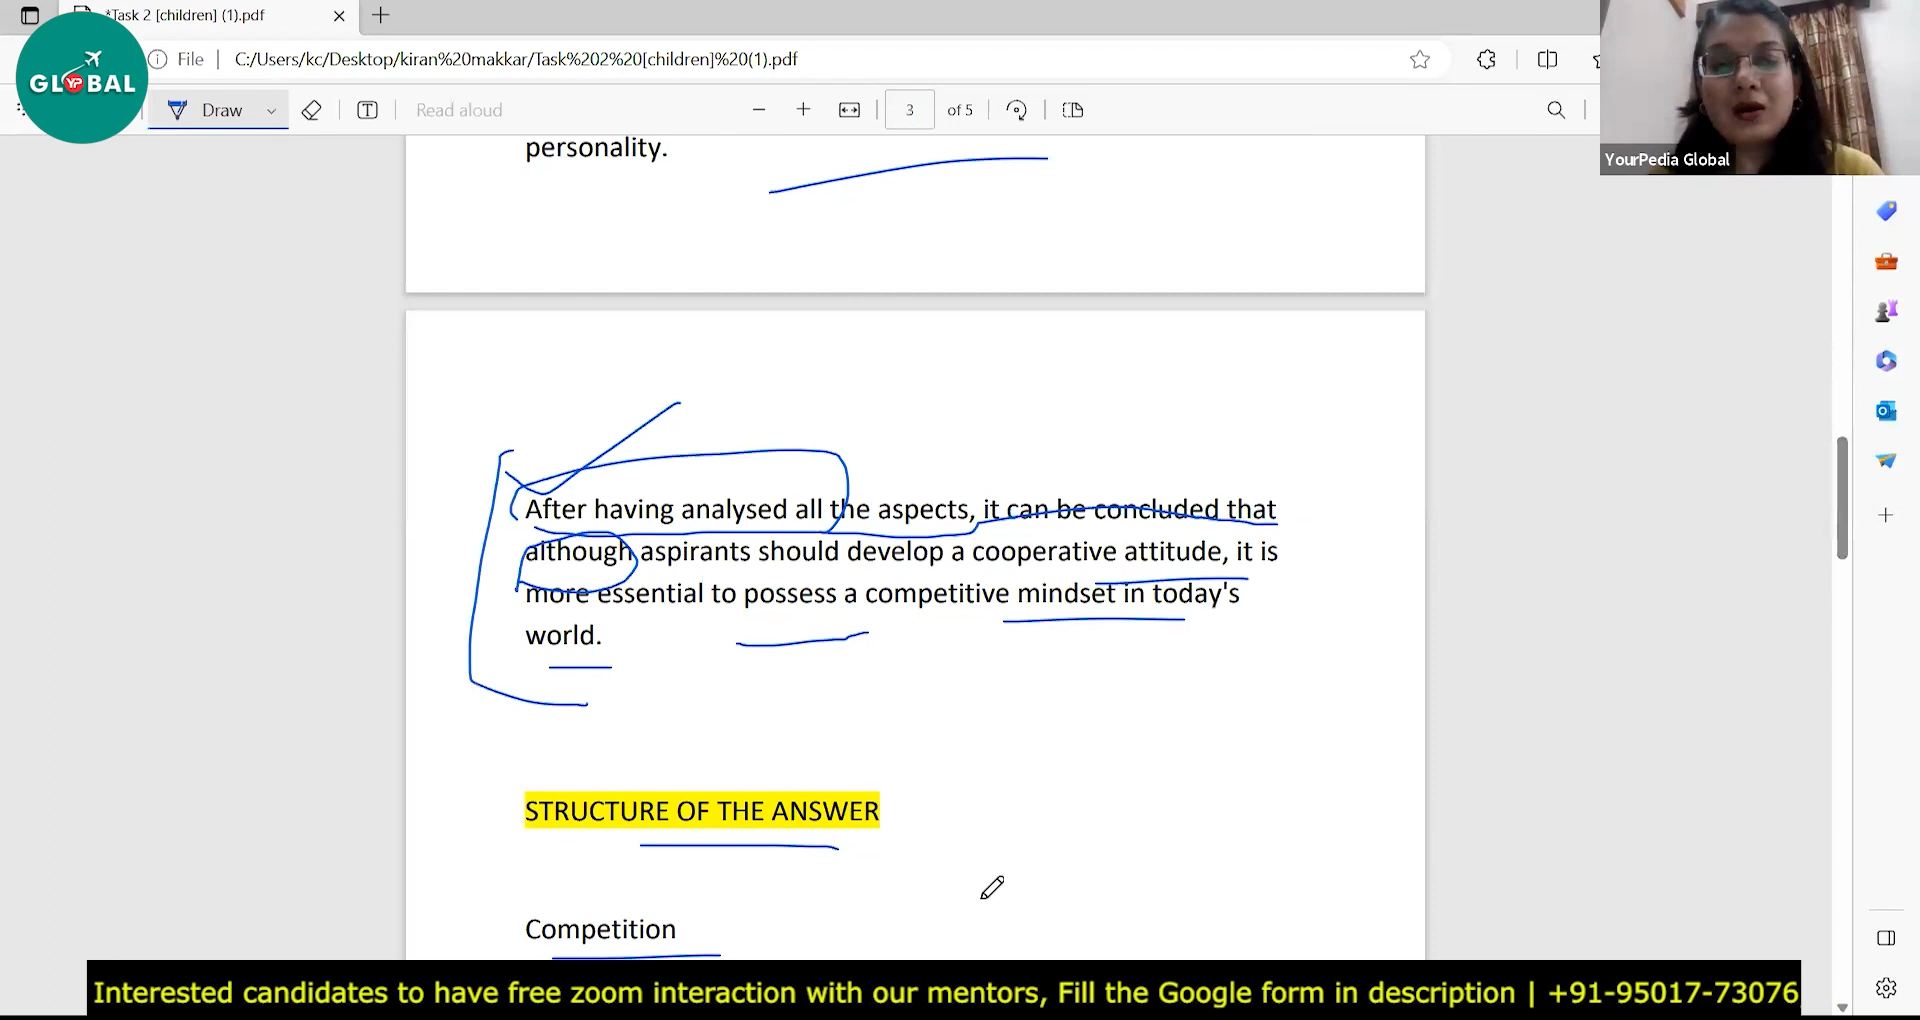 *Task 2 [children] (1).pdf
GLOBAL
YP
File
C:/Users/kc/Desktop/kiran%20makkar/Task%202%20[children]%20(1).pdf
Draw
Read aloud
3 of 5
YourPedia Global
personality.
After having analysed all the aspects, it can be concluded that
although aspirants should develop a cooperative attitude, it is
more essential to possess a competitive mindset in today's
world.
STRUCTURE OF THE ANSWER
Competition
Interested candidates to have free zoom interaction with our mentors, Fill the Google form in description | +91-95017-73076